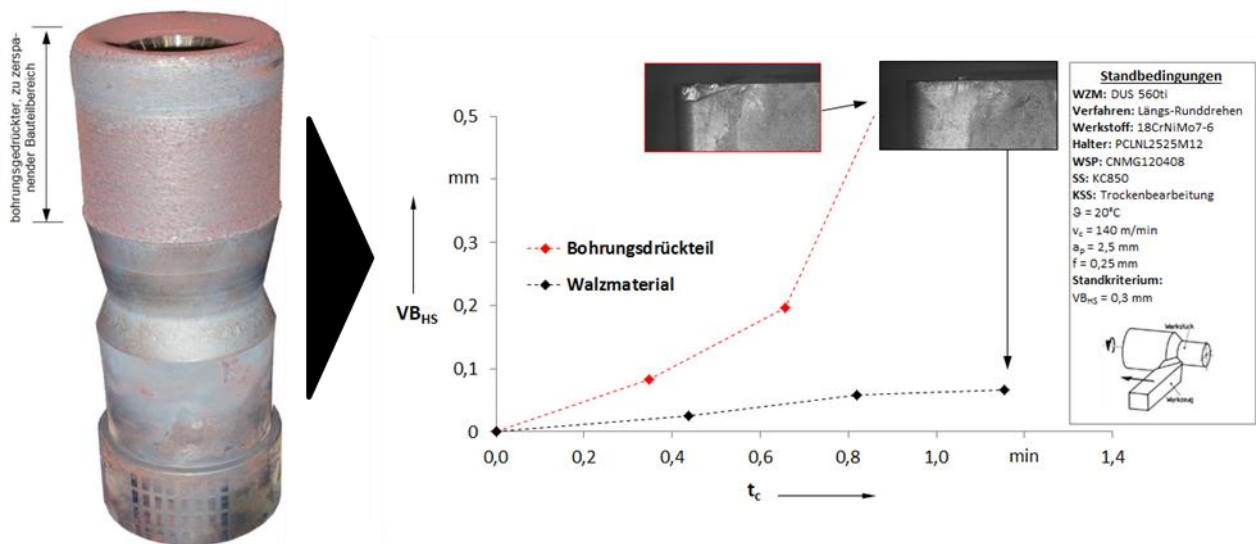 bohrungsgedrückter, zu zerspa-
nender Bauteilbereich
0,5
mm
0,3
0,2
0,1
0
VB_HS
Bohrungsdrückteil
Walzmaterial
0,0 0,2 0,4 0,6 0,8 1,0 min 1,4
t_c
Standbedingungen
WZM: DUS 560ti
Verfahren: Längs-Runddrehen
Werkstoff: 18CrNiMo7-6
Halter: PCLNL2525M12
WSP: CNMG120408
SS: KC850
KSS: Trockenbearbeitung
ϑ = 20°C
v_c = 140 m/min
a_p = 2,5 mm
f = 0,25 mm
Standkriterium:
VB_HS = 0,3 mm
Werkstück
Werkzeug